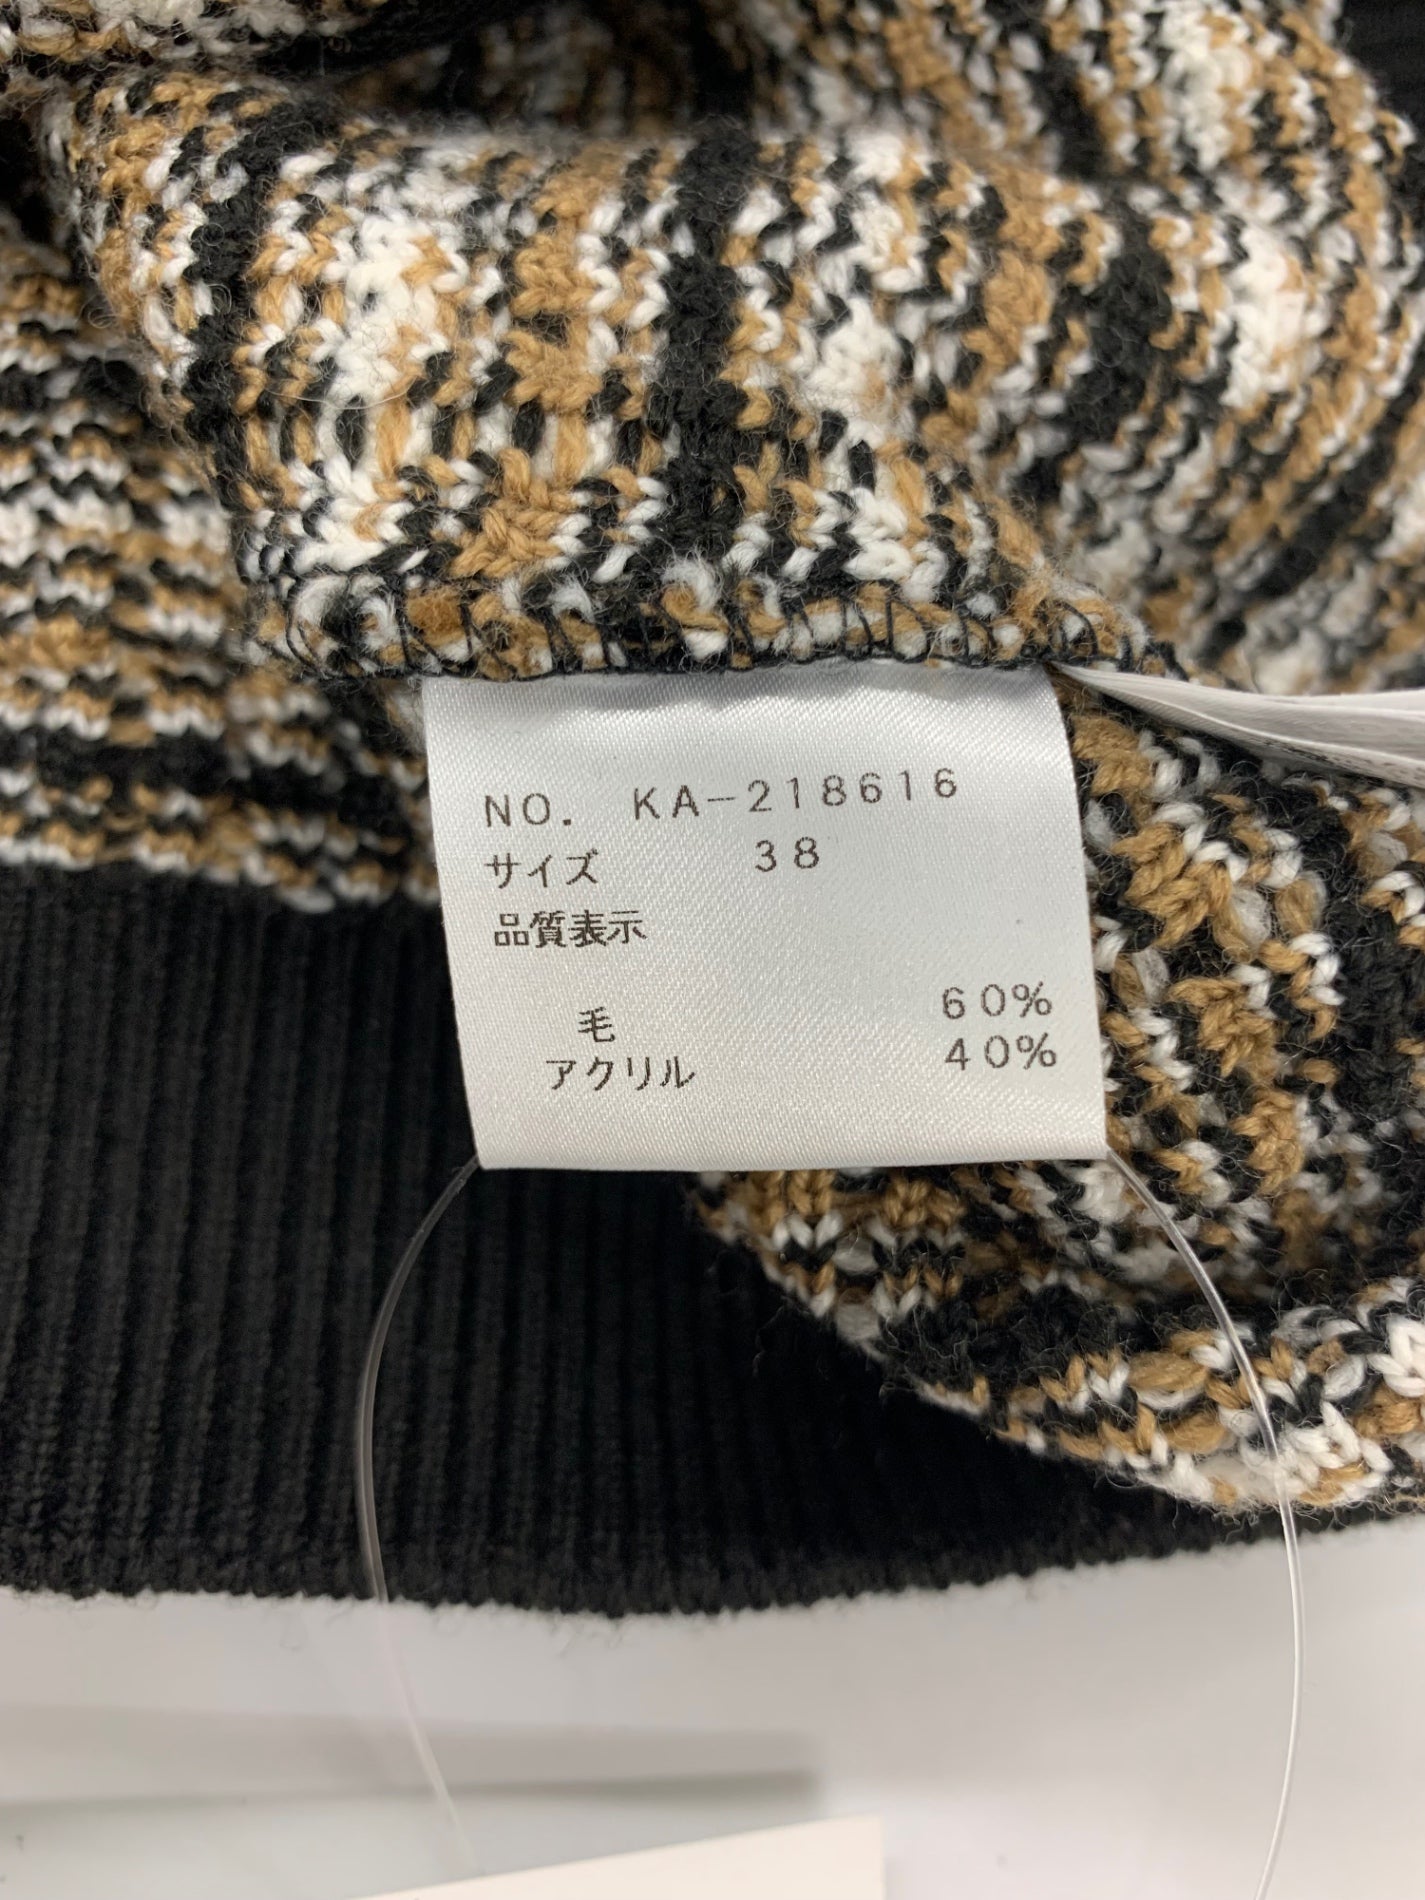 NO. KA-218616
サイズ 38
品質表示
毛 60%
アクリル 40%